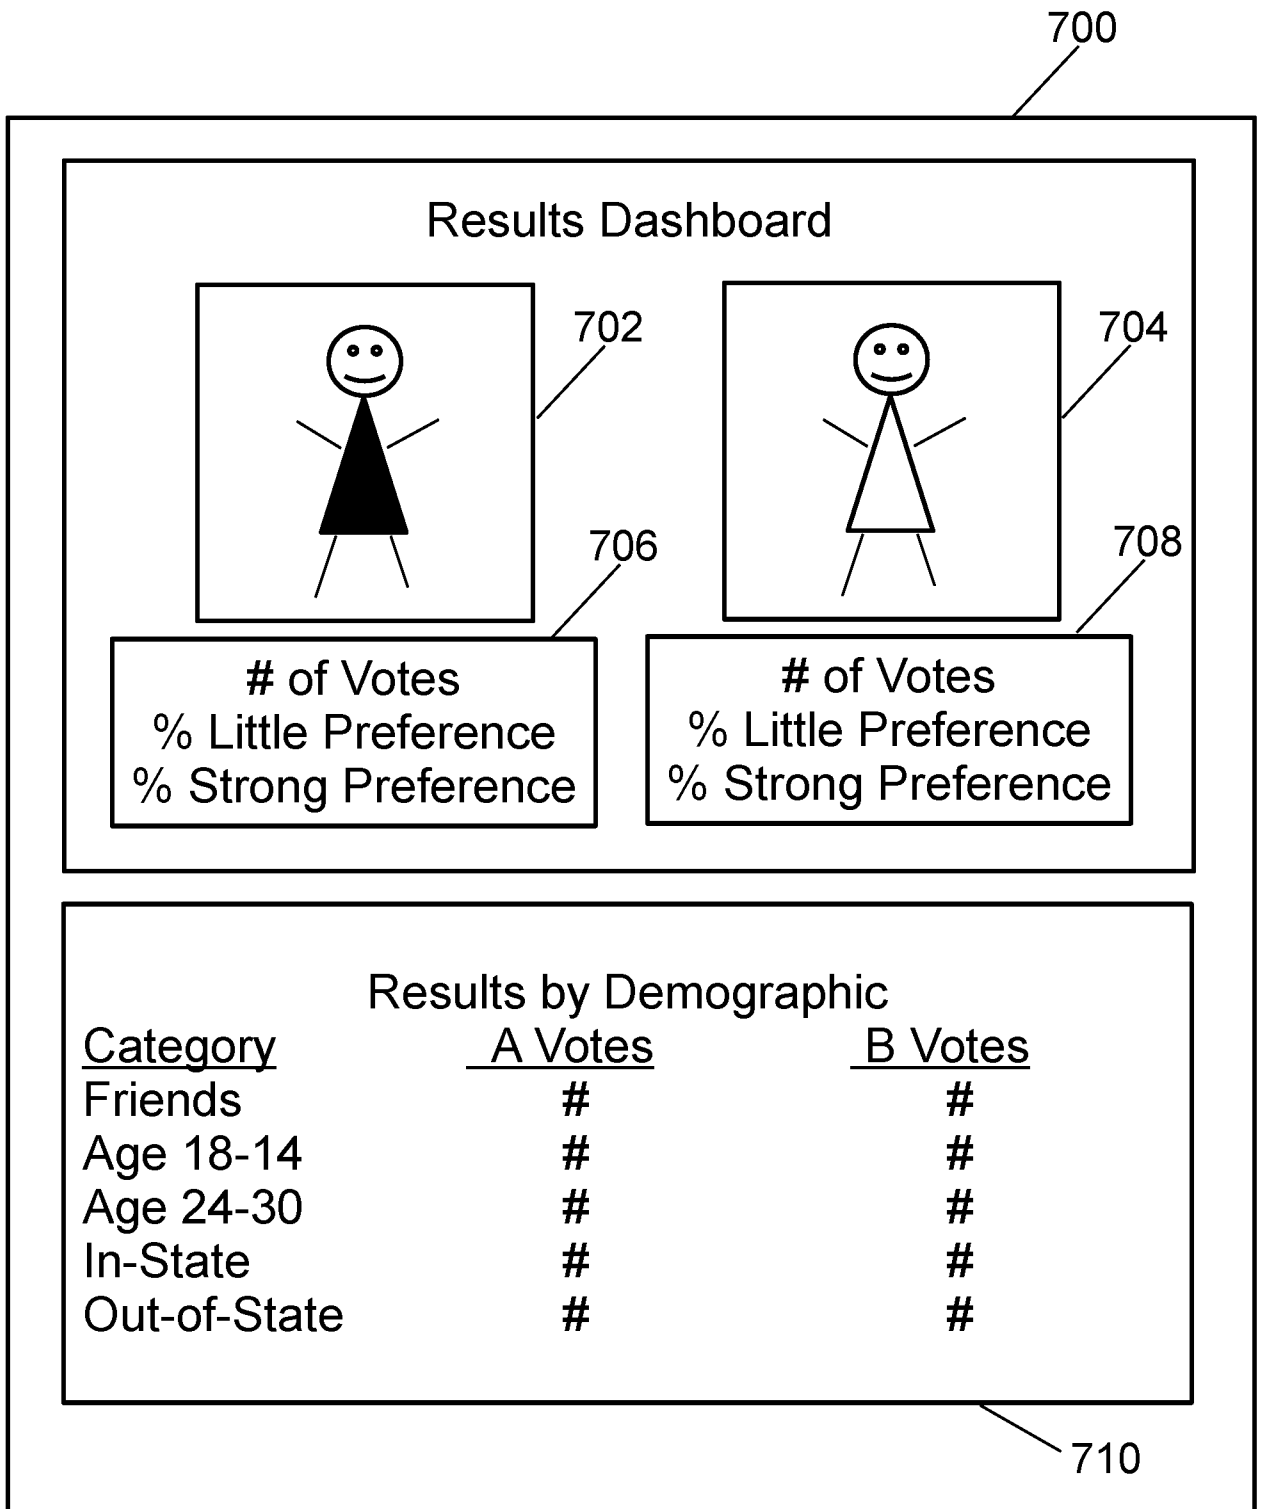 700
Results Dashboard
702
704
706
708
# of Votes
% Little Preference
% Strong Preference
# of Votes
% Little Preference
% Strong Preference
Results by Demographic
Category A Votes B Votes
Friends # #
Age 18-14 # #
Age 24-30 # #
In-State # #
Out-of-State # #
710